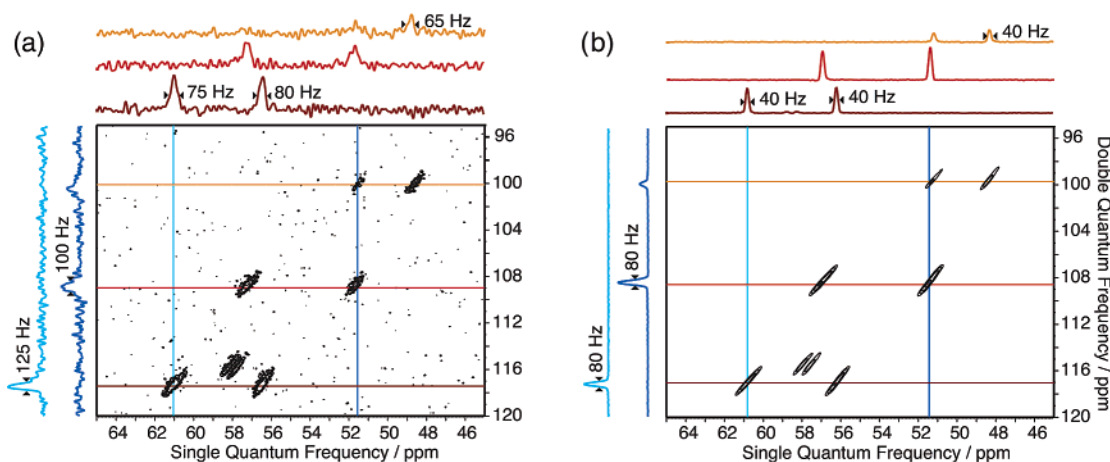 (a)
65 Hz
75 Hz
80 Hz
125 Hz
100 Hz
96
100
104
108
112
116
120
64 62 60 58 56 54 52 50 48 46
Single Quantum Frequency / ppm
(b)
40 Hz
40 Hz
40 Hz
80 Hz
80 Hz
96
100
104
108
112
116
120
Double Quantum Frequency / ppm
64 62 60 58 56 54 52 50 48 46
Single Quantum Frequency / ppm